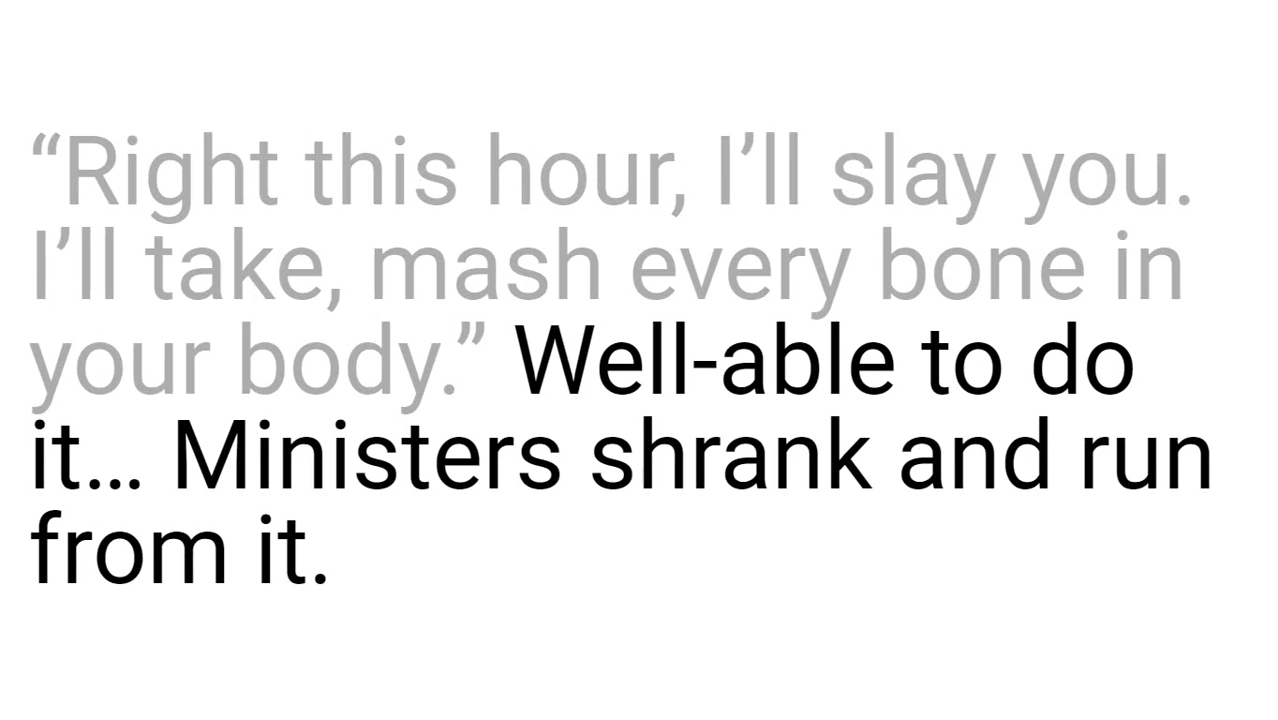 “Right this hour, I’ll slay you.
I’ll take, mash every bone in
your body.” Well-able to do
it... Ministers shrank and run
from it.